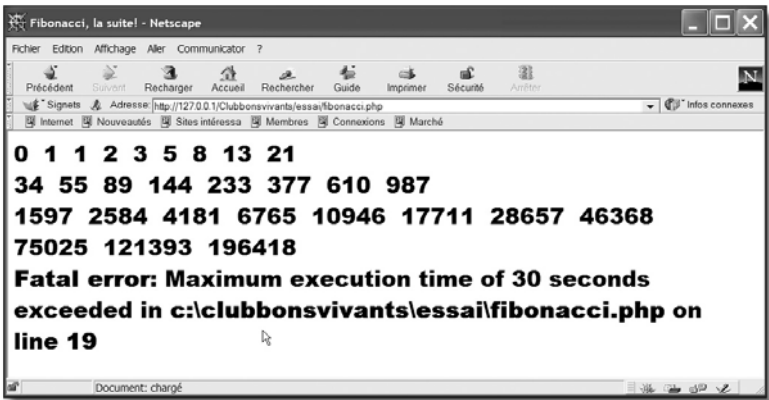 Fibonacci, la suite! - Netscape
Fichier Edition Affichage Aller Communicator ?
Précédent Suivant Recharger Accueil Rechercher Guide Imprimer Sécurité Arrêter
N
Signets Adresse: http://127.0.0.1/Clubbonsvivants/essai/fibonacci.php Infos connexes
Internet Nouveautés Sites intéressa Membres Connexions Marché
0 1 1 2 3 5 8 13 21
34 55 89 144 233 377 610 987
1597 2584 4181 6765 10946 17711 28657 46368
75025 121393 196418
Fatal error: Maximum execution time of 30 seconds
exceeded in c:\clubbonsvivants\essai\fibonacci.php on
line 19
Document: chargé